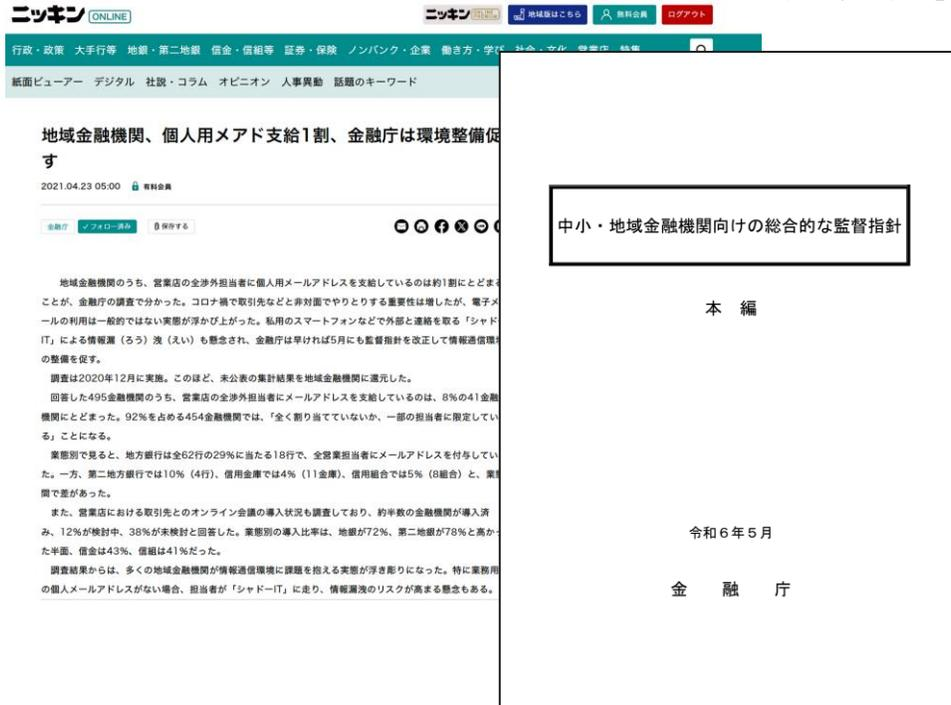 ニッキン ONLINE
ニッキン
地域版はこちら
無料会員
ログアウト
行政・政策 大手行等 地銀・第二地銀 信金・信組等 証券・保険 ノンバンク・企業 働き方・学び 社会・文化 営業店 特集
紙面ビューアー デジタル 社説・コラム オピニオン 人事異動 話題のキーワード
地域金融機関、個人用メアド支給1割、金融庁は環境整備促
す
2021.04.23 05:00 有料会員
金融庁 ✓フォロー済み 保存する
地域金融機関のうち、営業店の全渉外担当者に個人用メールアドレスを支給しているのは約1割にとどまる
ことが、金融庁の調査で分かった。コロナ禍で取引先などと非対面でやりとりする重要性は増したが、電子メ
ールの利用は一般的ではない実態が浮かび上がった。私用のスマートフォンなどで外部と連絡を取る「シャドー
IT」による情報漏（ろう）洩（えい）も懸念され、金融庁は早ければ5月にも監督指針を改正して情報通信環境
の整備を促す。
調査は2020年12月に実施。このほど、未公表の集計結果を地域金融機関に還元した。
回答した495金融機関のうち、営業店の全渉外担当者にメールアドレスを支給しているのは、8%の41金融
機関にとどまった。92%を占める454金融機関では、「全く割り当てていないか、一部の担当者に限定してい
る」ことになる。
業態別で見ると、地方銀行は全62行の29%に当たる18行で、全営業担当者にメールアドレスを付与してい
た。一方、第二地方銀行では10%（4行）、信用金庫では4%（11金庫）、信用組合では5%（8組合）と、業態
間で差があった。
また、営業店における取引先とのオンライン会議の導入状況も調査しており、約半数の金融機関が導入済
み、12%が検討中、38%が未検討と回答した。業態別の導入比率は、地銀が72%、第二地銀が78%と高かっ
た半面、信金は43%、信組は41%だった。
調査結果からは、多くの地域金融機関が情報通信環境に課題を抱える実態が浮き彫りになった。特に業務用
の個人メールアドレスがない場合、担当者が「シャドーIT」に走り、情報漏洩のリスクが高まる懸念もある。
中小・地域金融機関向けの総合的な監督指針
本 編
令和６年５月
金 融 庁